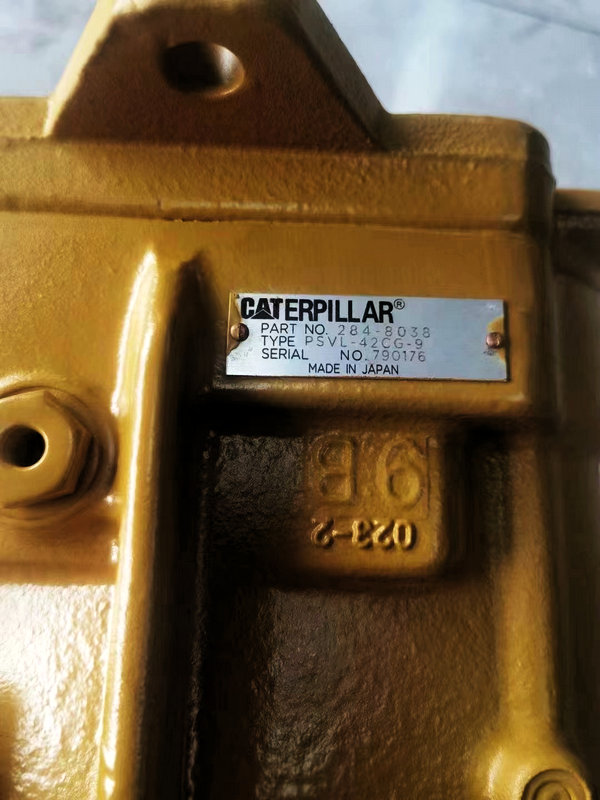 CATERPILLAR®
PART NO. 284-8038
TYPE PSVL-42CG-9
SERIAL NO. 790176
MADE IN JAPAN
9B
023-2